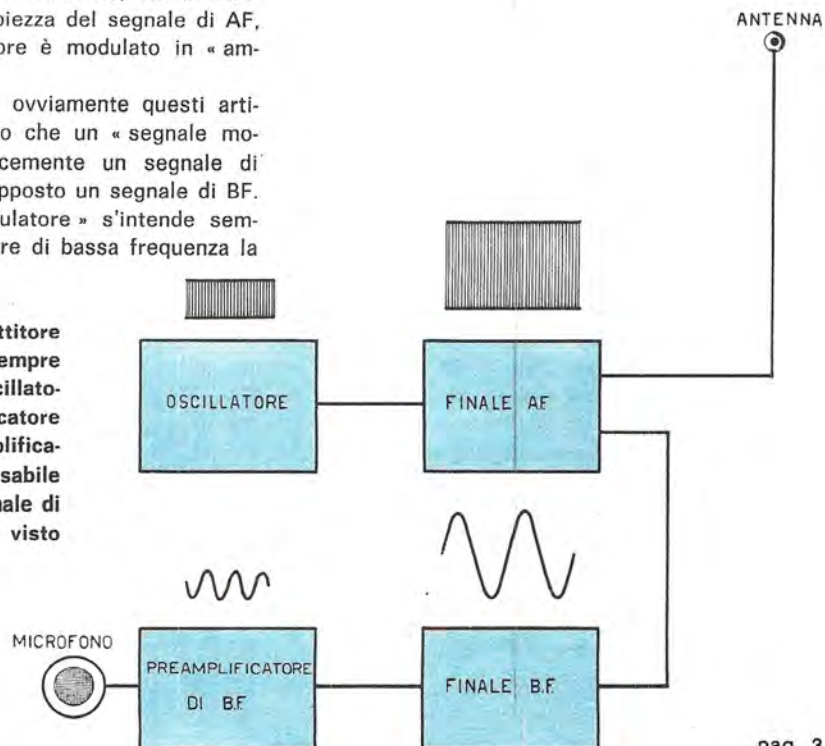 piezza del segnale di AF,
ore è modulato in « am-
ovviamente questi arti-
o che un « segnale mo-
cemente un segnale di
pposto un segnale di BF.
ulatore » s'intende sem-
re di bassa frequenza la
ttitore
empre
cillato-
catore
plifica-
sabile
nale di
visto
ANTENNA
OSCILLATORE
FINALE AF
MICROFONO
PREAMPLIFICATORE
DI B.F.
FINALE B.F.
pag. 3